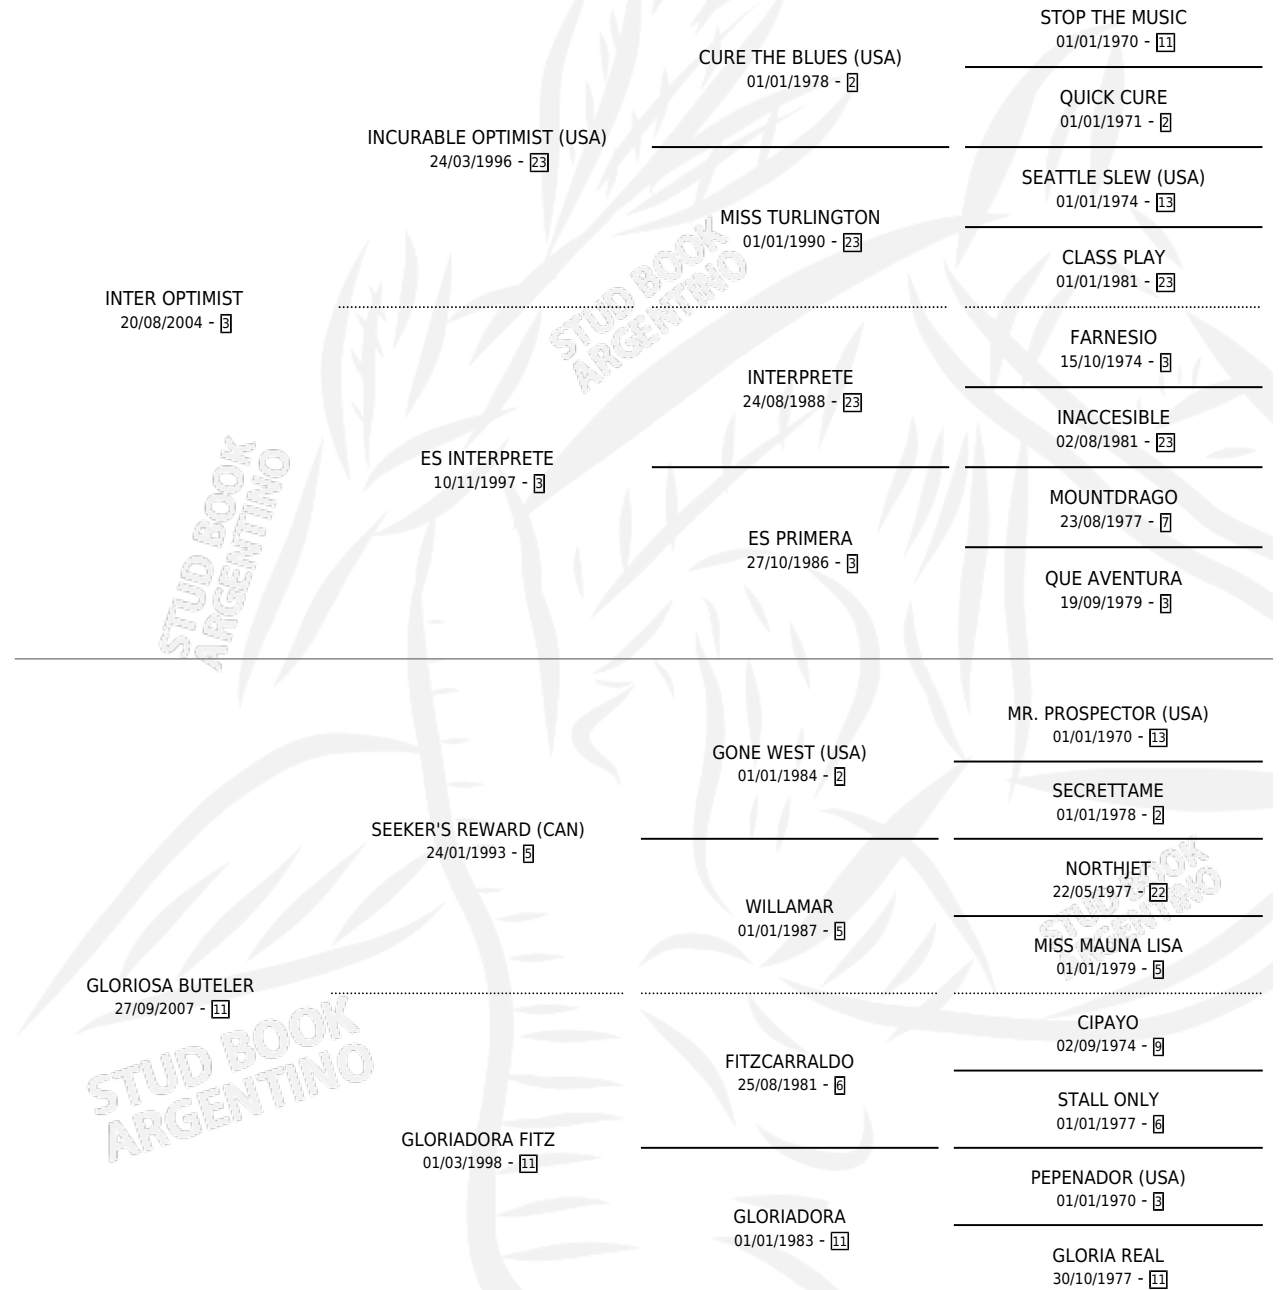 STOP THE MUSIC
01/01/1970 - 11
CURE THE BLUES (USA)
01/01/1978 - 2
QUICK CURE
01/01/1971 - 2
INCURABLE OPTIMIST (USA)
24/03/1996 - 23
SEATTLE SLEW (USA)
01/01/1974 - 13
MISS TURLINGTON
01/01/1990 - 23
CLASS PLAY
01/01/1981 - 23
INTER OPTIMIST
20/08/2004 - 3
STUD BOOK
ARGENTINO
FARNESIO
15/10/1974 - 3
INTERPRETE
24/08/1988 - 23
INACCESIBLE
02/08/1981 - 23
ES INTERPRETE
10/11/1997 - 3
MOUNTDRAGO
23/08/1977 - 7
ES PRIMERA
27/10/1986 - 3
QUE AVENTURA
19/09/1979 - 3
STUD BOOK
ARGENTINO
MR. PROSPECTOR (USA)
01/01/1970 - 13
GONE WEST (USA)
01/01/1984 - 2
SECRETTAME
01/01/1978 - 2
SEEKER'S REWARD (CAN)
24/01/1993 - 5
NORTHJET
22/05/1977 - 22
WILLAMAR
01/01/1987 - 5
STUD BOOK
ARGENTINO
MISS MAUNA LISA
01/01/1979 - 5
GLORIOSA BUTELER
27/09/2007 - 11
STUD BOOK
ARGENTINO
CIPAYO
02/09/1974 - 9
FITZCARRALDO
25/08/1981 - 6
STALL ONLY
01/01/1977 - 6
GLORIADORA FITZ
01/03/1998 - 11
PEPENADOR (USA)
01/01/1970 - 3
GLORIADORA
01/01/1983 - 11
GLORIA REAL
30/10/1977 - 11